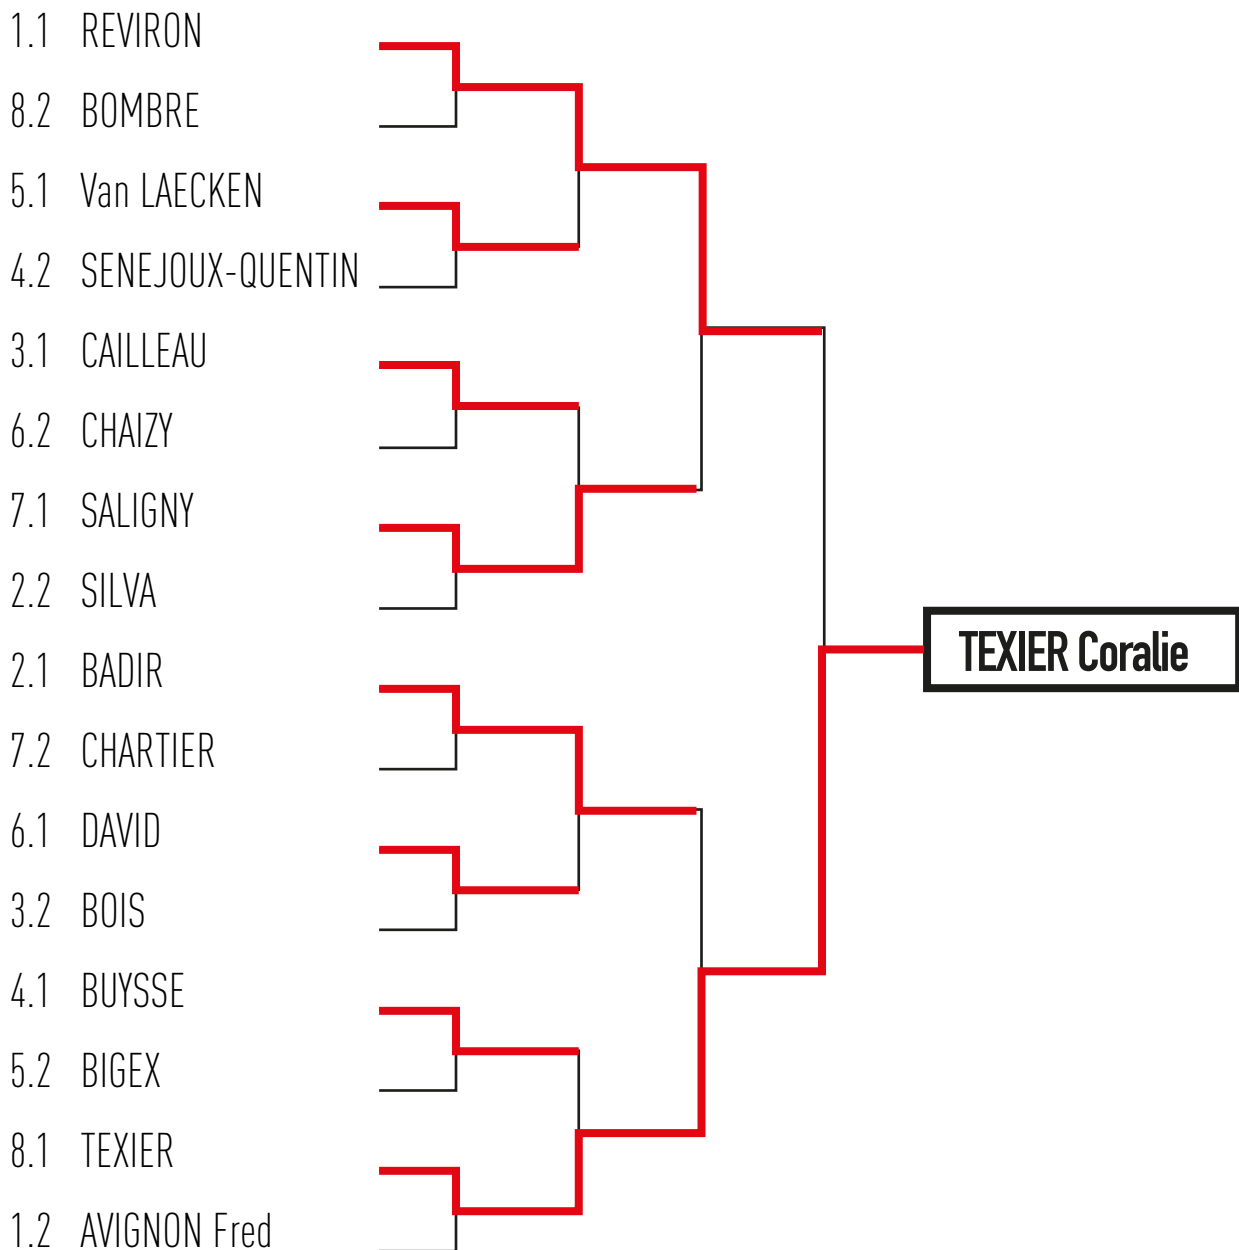 1.1 REVIRON
8.2 BOMBRE
5.1 Van LAECKEN
4.2 SENEJOUX-QUENTIN
3.1 CAILLEAU
6.2 CHAIZY
7.1 SALIGNY
2.2 SILVA
2.1 BADIR
7.2 CHARTIER
6.1 DAVID
3.2 BOIS
4.1 BUYSSE
5.2 BIGEX
8.1 TEXIER
1.2 AVIGNON Fred
TEXIER Coralie